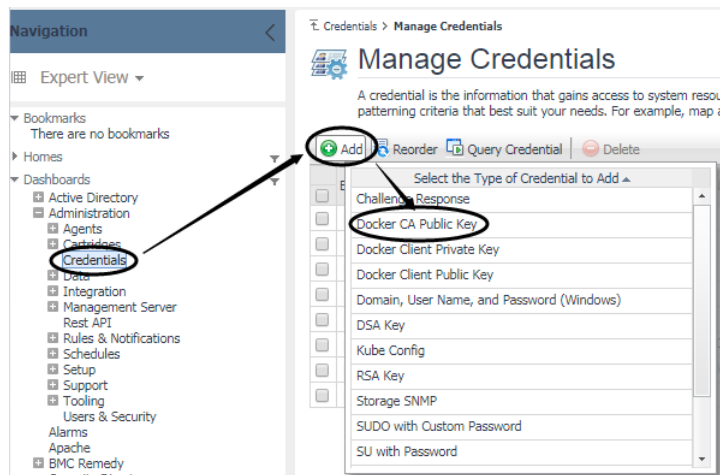 Navigation
Expert View
Bookmarks
There are no bookmarks
Homes
Dashboards
Active Directory
Administration
Agents
Cartridges
Credentials
Data
Integration
Management Server
Rest API
Rules & Notifications
Schedules
Setup
Support
Tooling
Users & Security
Alarms
Apache
BMC Remedy
Credentials > Manage Credentials
Manage Credentials
A credential is the information that gains access to system resou
patterning criteria that best suit your needs. For example, map a
Add Reorder Query Credential Delete
Select the Type of Credential to Add
Challenge Response
Docker CA Public Key
Docker Client Private Key
Docker Client Public Key
Domain, User Name, and Password (Windows)
DSA Key
Kube Config
RSA Key
Storage SNMP
SUDO with Custom Password
SU with Password